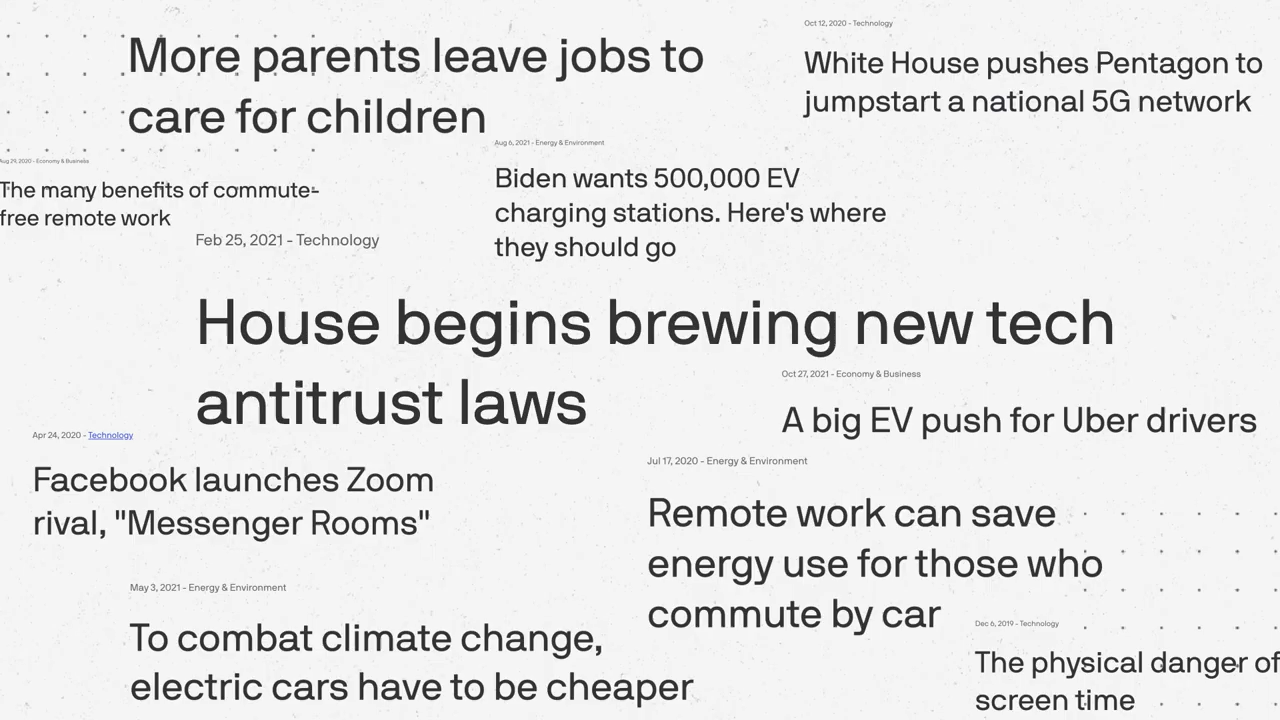 More parents leave jobs to
care for children
Oct 12, 2020 - Technology
White House pushes Pentagon to
jumpstart a national 5G network
Aug 29, 2020 - Economy & Business
The many benefits of commute-
free remote work
Aug 6, 2021 - Energy & Environment
Biden wants 500,000 EV
charging stations. Here's where
they should go
Feb 25, 2021 - Technology
House begins brewing new tech
antitrust laws
Oct 27, 2021 - Economy & Business
A big EV push for Uber drivers
Apr 24, 2020 - Technology
Facebook launches Zoom
rival, "Messenger Rooms"
Jul 17, 2020 - Energy & Environment
Remote work can save
energy use for those who
commute by car
May 3, 2021 - Energy & Environment
To combat climate change,
electric cars have to be cheaper
Dec 6, 2019 - Technology
The physical danger of
screen time